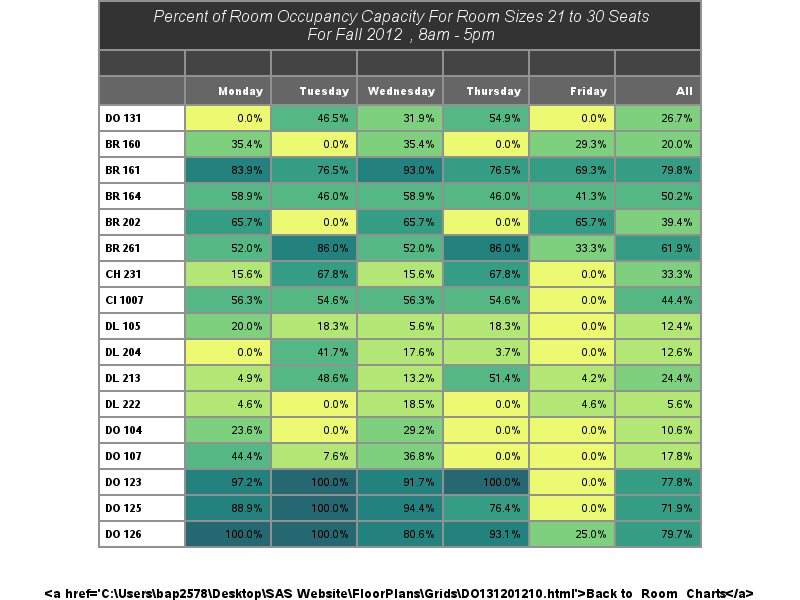 Percent of Room Occupancy Capacity For Room Sizes 21 to 30 Seats
For Fall 2012 , 8am - 5pm
Monday Tuesday Wednesday Thursday Friday All
DO 131 0.0% 46.5% 31.9% 54.9% 0.0% 26.7%
BR 160 35.4% 0.0% 35.4% 0.0% 29.3% 20.0%
BR 161 83.9% 76.5% 93.0% 76.5% 69.3% 79.8%
BR 164 58.9% 46.0% 58.9% 46.0% 41.3% 50.2%
BR 202 65.7% 0.0% 65.7% 0.0% 65.7% 39.4%
BR 261 52.0% 86.0% 52.0% 86.0% 33.3% 61.9%
CH 231 15.6% 67.8% 15.6% 67.8% 0.0% 33.3%
CI 1007 56.3% 54.6% 56.3% 54.6% 0.0% 44.4%
DL 105 20.0% 18.3% 5.6% 18.3% 0.0% 12.4%
DL 204 0.0% 41.7% 17.6% 3.7% 0.0% 12.6%
DL 213 4.9% 48.6% 13.2% 51.4% 4.2% 24.4%
DL 222 4.6% 0.0% 18.5% 0.0% 4.6% 5.6%
DO 104 23.6% 0.0% 29.2% 0.0% 0.0% 10.6%
DO 107 44.4% 7.6% 36.8% 0.0% 0.0% 17.8%
DO 123 97.2% 100.0% 91.7% 100.0% 0.0% 77.8%
DO 125 88.9% 100.0% 94.4% 76.4% 0.0% 71.9%
DO 126 100.0% 100.0% 80.6% 93.1% 25.0% 79.7%
<a href='C:\Users\bap2578\Desktop\SAS Website\FloorPlans\Grids\DO131201210.html'>Back to Room Charts</a>